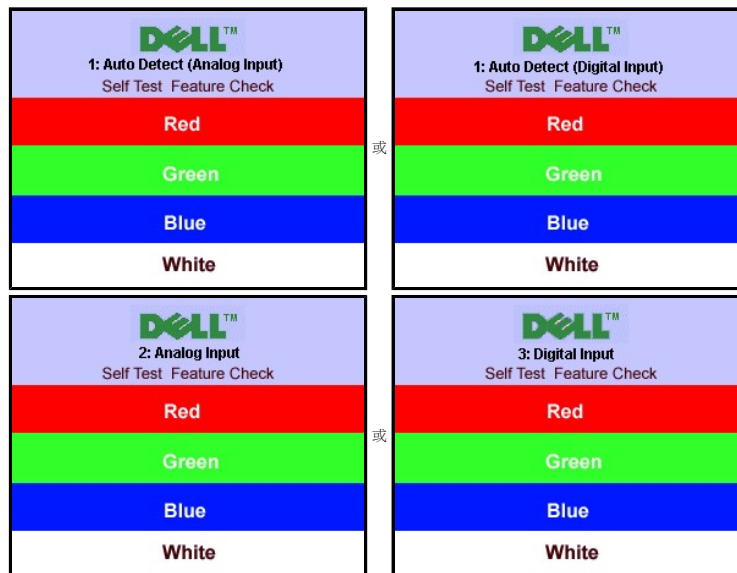 DELL™
1: Auto Detect (Analog Input)
Self Test Feature Check
Red
Green
Blue
White
或
DELL™
1: Auto Detect (Digital Input)
Self Test Feature Check
Red
Green
Blue
White
DELL™
2: Analog Input
Self Test Feature Check
Red
Green
Blue
White
或
DELL™
3: Digital Input
Self Test Feature Check
Red
Green
Blue
White